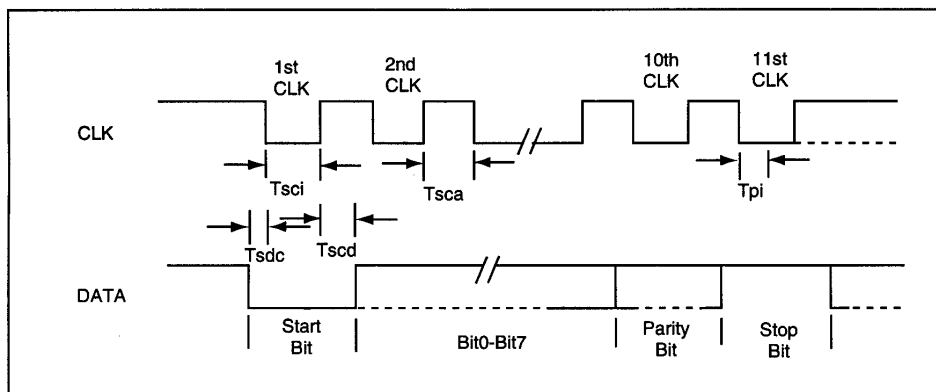 1st
CLK
2nd
CLK
10th
CLK
11st
CLK
CLK
Tsci
Tsca
Tpi
Tsdc
Tscd
DATA
Start
Bit
Bit0-Bit7
Parity
Bit
Stop
Bit